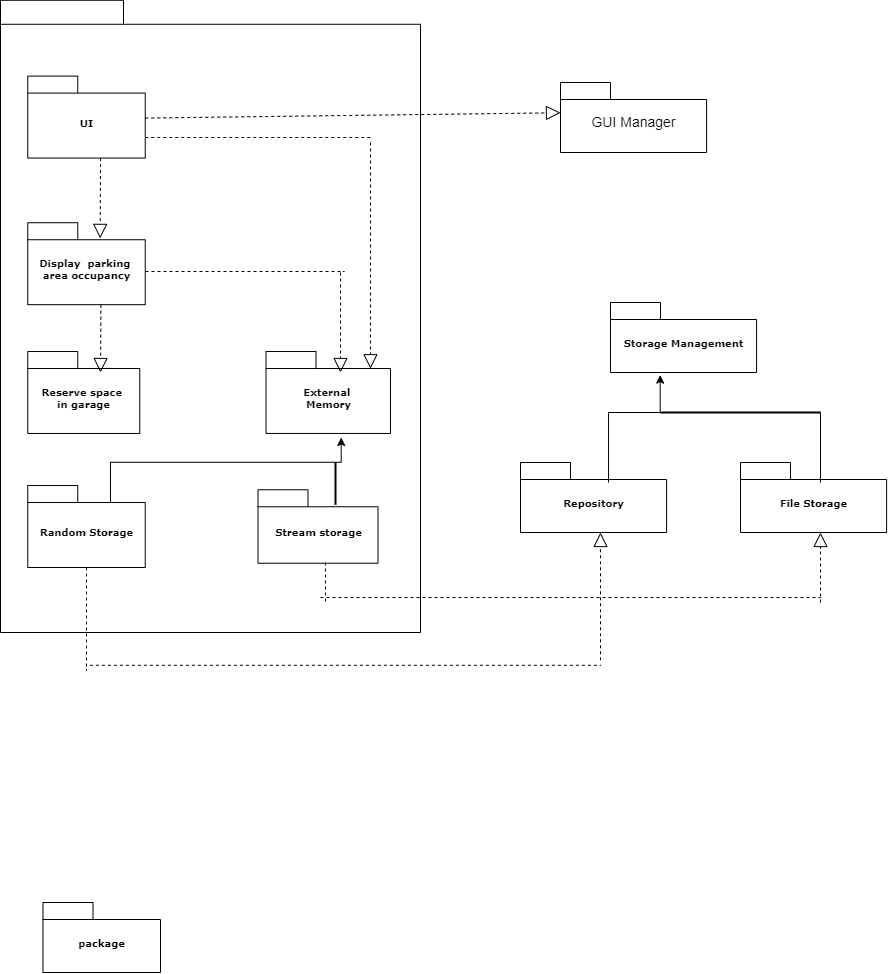 UI
GUI Manager
Display parking
area occupancy
Storage Management
Reserve space
in garage
External
Memory
Repository
File Storage
Random Storage
Stream storage
package